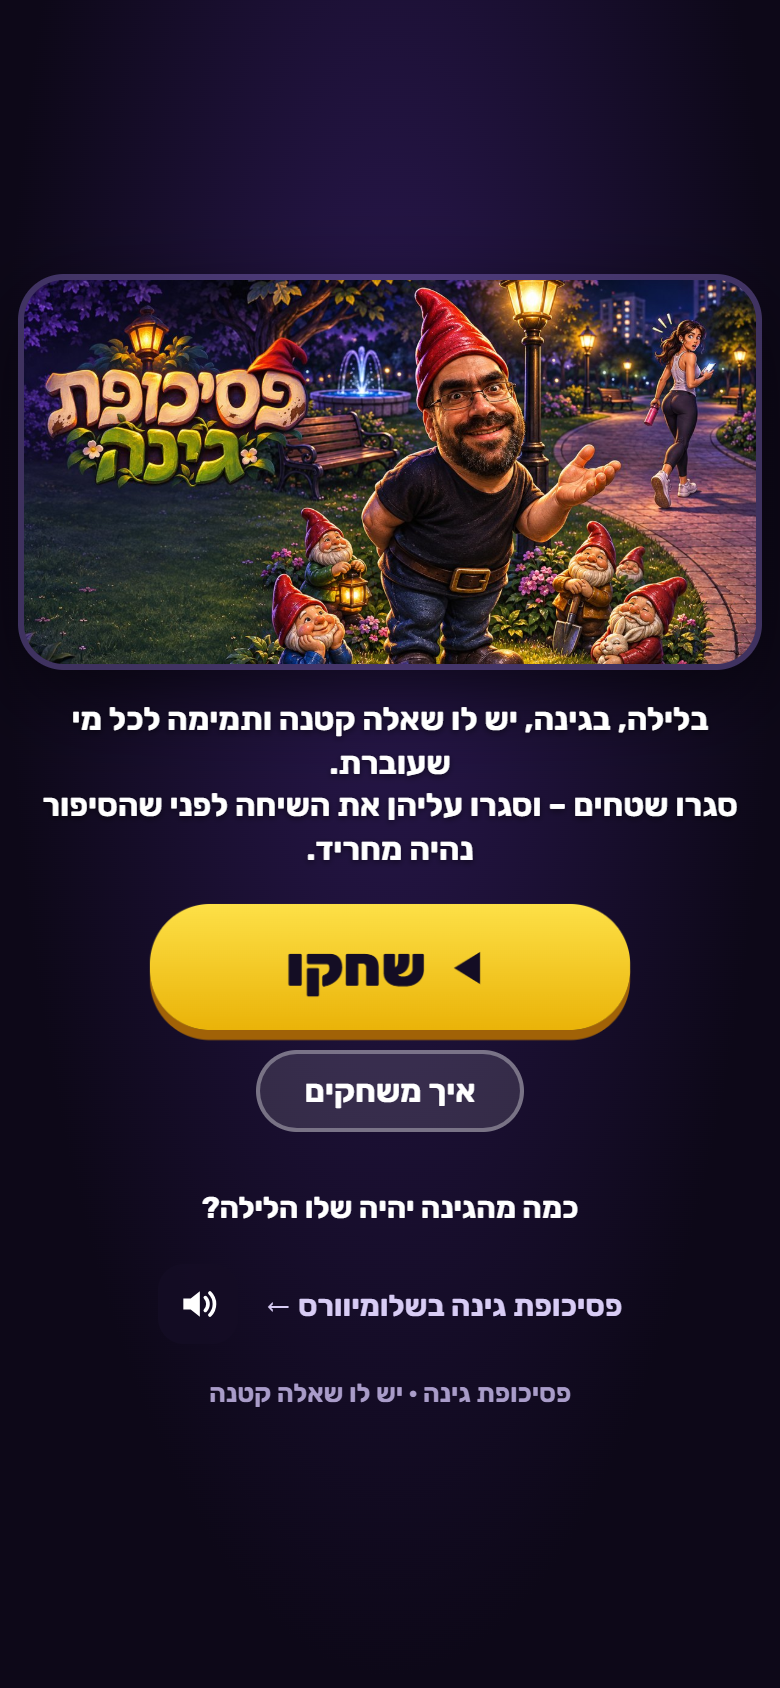 פסיכופת
גינה
בלילה, בגינה, יש לו שאלה קטנה ותמימה לכל מי
שעוברת.
סגרו שטחים – וסגרו עליהן את השיחה לפני שהסיפור
נהיה מחריד.
שחקו
איך משחקים
כמה מהגינה יהיה שלו הלילה?
פסיכופת גינה בשלומיוורס ←
פסיכופת גינה • יש לו שאלה קטנה